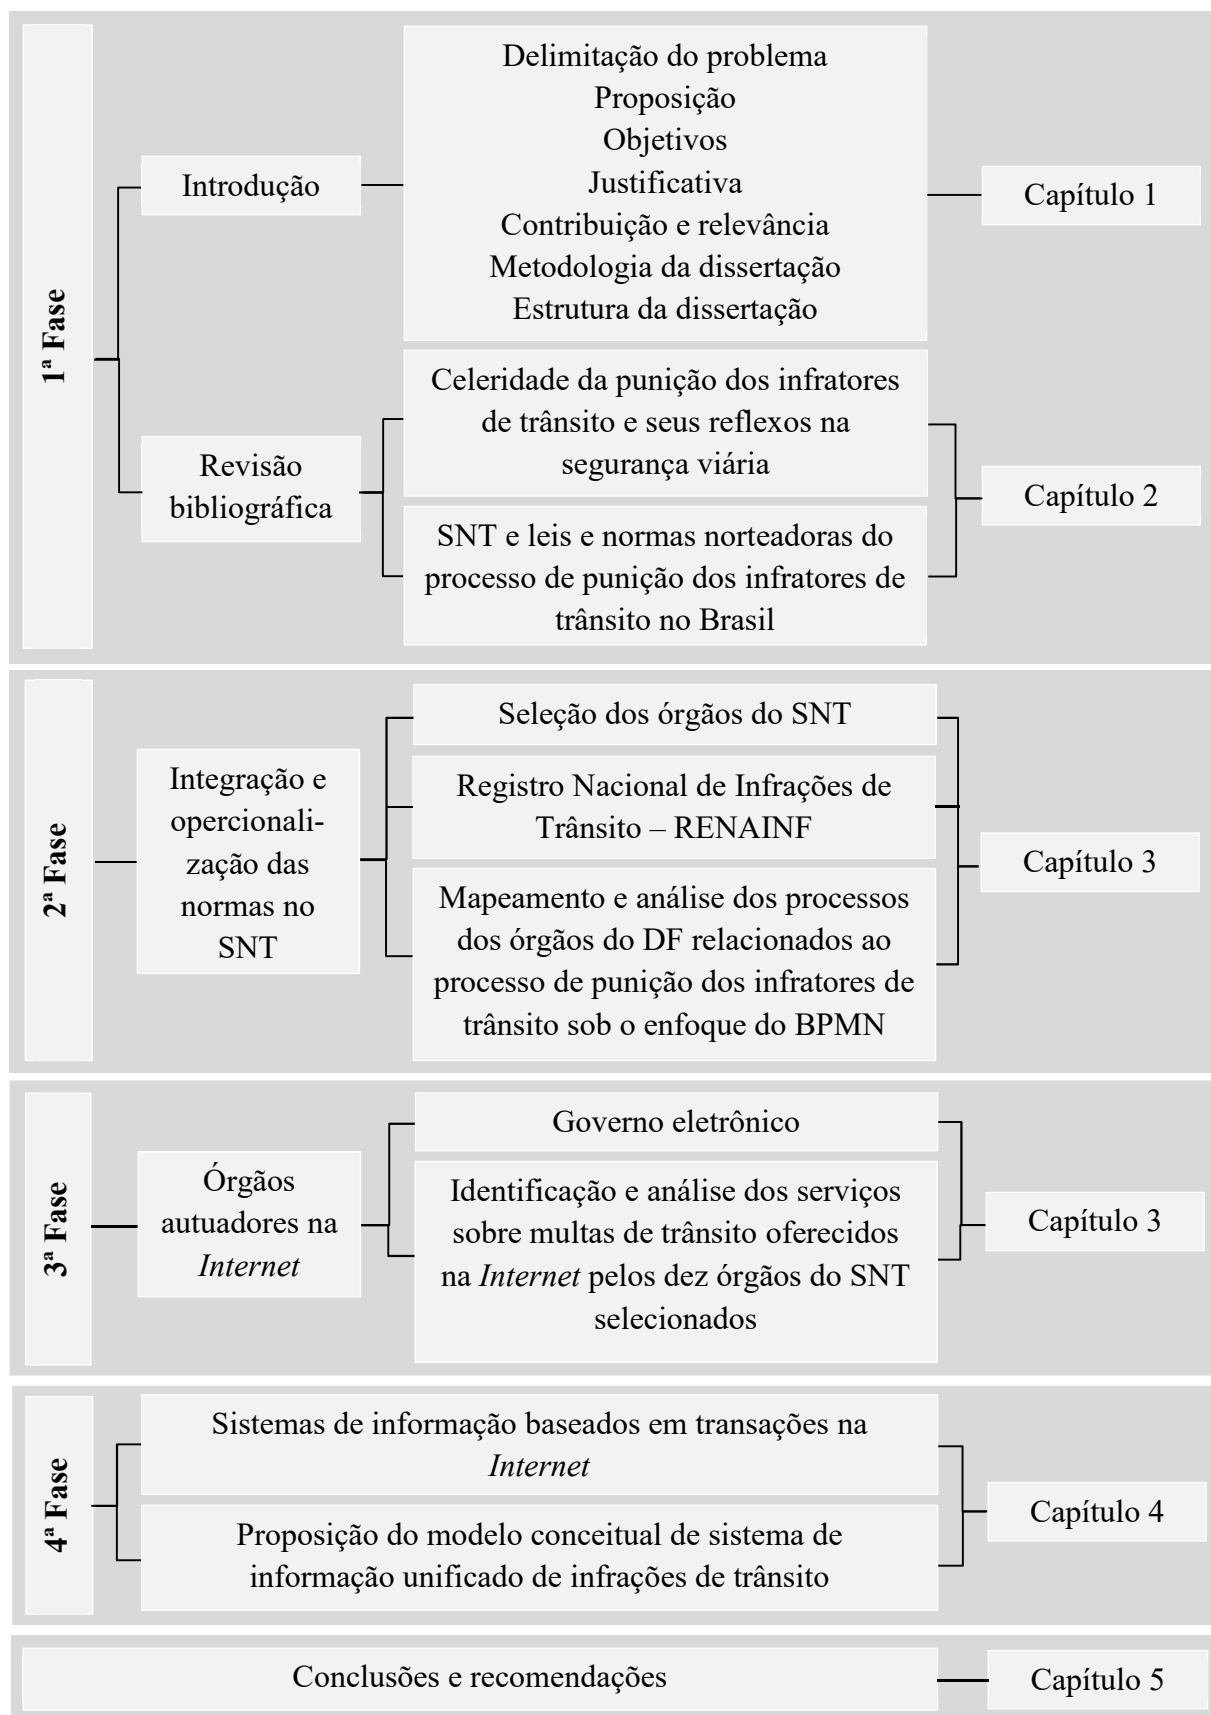 1ª Fase
Introdução
Delimitação do problema
Proposição
Objetivos
Justificativa
Contribuição e relevância
Metodologia da dissertação
Estrutura da dissertação
Capítulo 1
Revisão
bibliográfica
Celeridade da punição dos infratores
de trânsito e seus reflexos na
segurança viária
SNT e leis e normas norteadoras do
processo de punição dos infratores de
trânsito no Brasil
Capítulo 2
2ª Fase
Integração e
opercionali-
zação das
normas no
SNT
Seleção dos órgãos do SNT
Registro Nacional de Infrações de
Trânsito – RENAINF
Mapeamento e análise dos processos
dos órgãos do DF relacionados ao
processo de punição dos infratores de
trânsito sob o enfoque do BPMN
Capítulo 3
3ª Fase
Órgãos
autuadores na
Internet
Governo eletrônico
Identificação e análise dos serviços
sobre multas de trânsito oferecidos
na Internet pelos dez órgãos do SNT
selecionados
Capítulo 3
4ª Fase
Sistemas de informação baseados em transações na
Internet
Proposição do modelo conceitual de sistema de
informação unificado de infrações de trânsito
Capítulo 4
Conclusões e recomendações
Capítulo 5